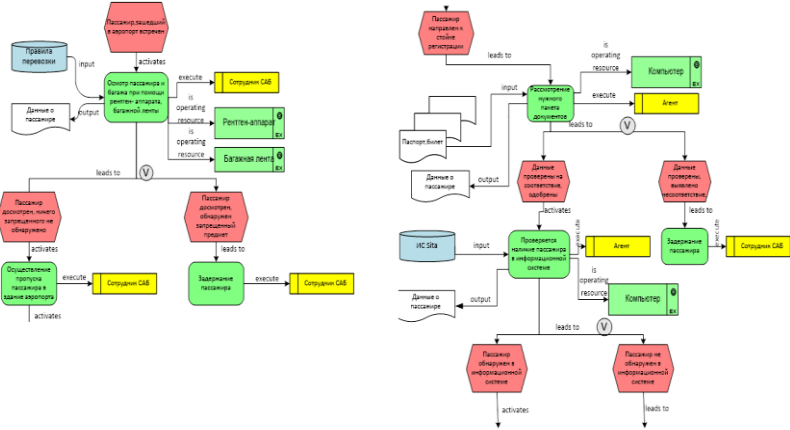 Пассажир,зашедший
в аэропорт встречен
Правила
перевозки
input
activates
Осмотр пассажира и
багажа при помощи
рентген- аппарата,
багажной ленты
execute
Сотрудник САБ
Данные о
пассажире
output
is
operating
resource
Рентген-аппарат
EX
is
operating
resource
Багажная лента
EX
leads to
V
Пассажир
досмотрен, ничего
запрещенного не
обнаружено
Пассажир
досмотрен,
обнаружен
запрещенный
предмет
activates
leads to
Осуществление
пропуска
пассажира в
здание аэропорта
execute
Сотрудник САБ
Задержание
пассажира
execute
Сотрудник САБ
activates
Пассажир
направлен к
стойке
регистрации
leads to
is
operating
resource
Компьютер
EX
input
Рассмотрение
нужного
пакета
документов
execute
Агент
Паспорт,билет
leads to
V
Данные о
пассажире
output
Данные
проверены на
соответствие,
одобрены
Данные
проверены,
выявлено
несоответствие,
activates
leads to
ИС Sita
input
Проверяется
наличие пассажира
в информационной
системе
execute
Агент
Задержание
пассажира
execute
Сотрудник САБ
is
operating
resource
Компьютер
EX
Данные о
пассажире
output
leads to
V
Пассажир
обнаружен в
информационной
системе
Пассажир не
обнаружен в
информационной
системе
activates
leads to